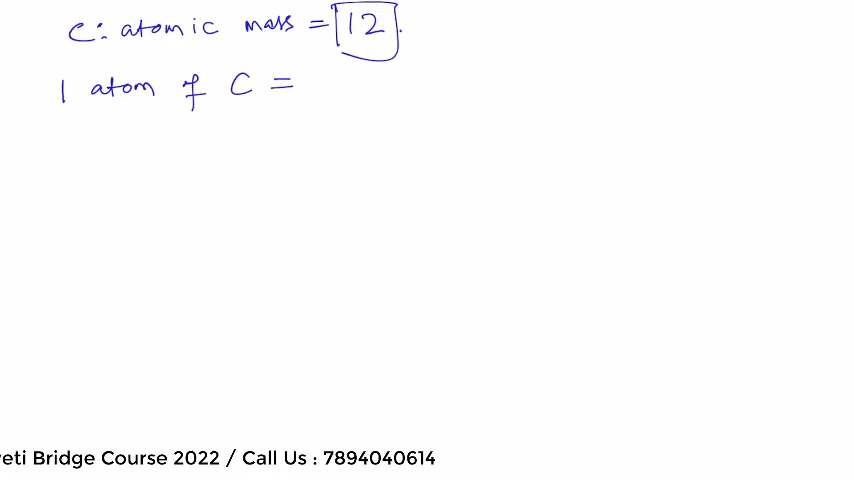 C: atomic mass = 12.
1 atom of C =
eti Bridge Course 2022 / Call Us : 7894040614